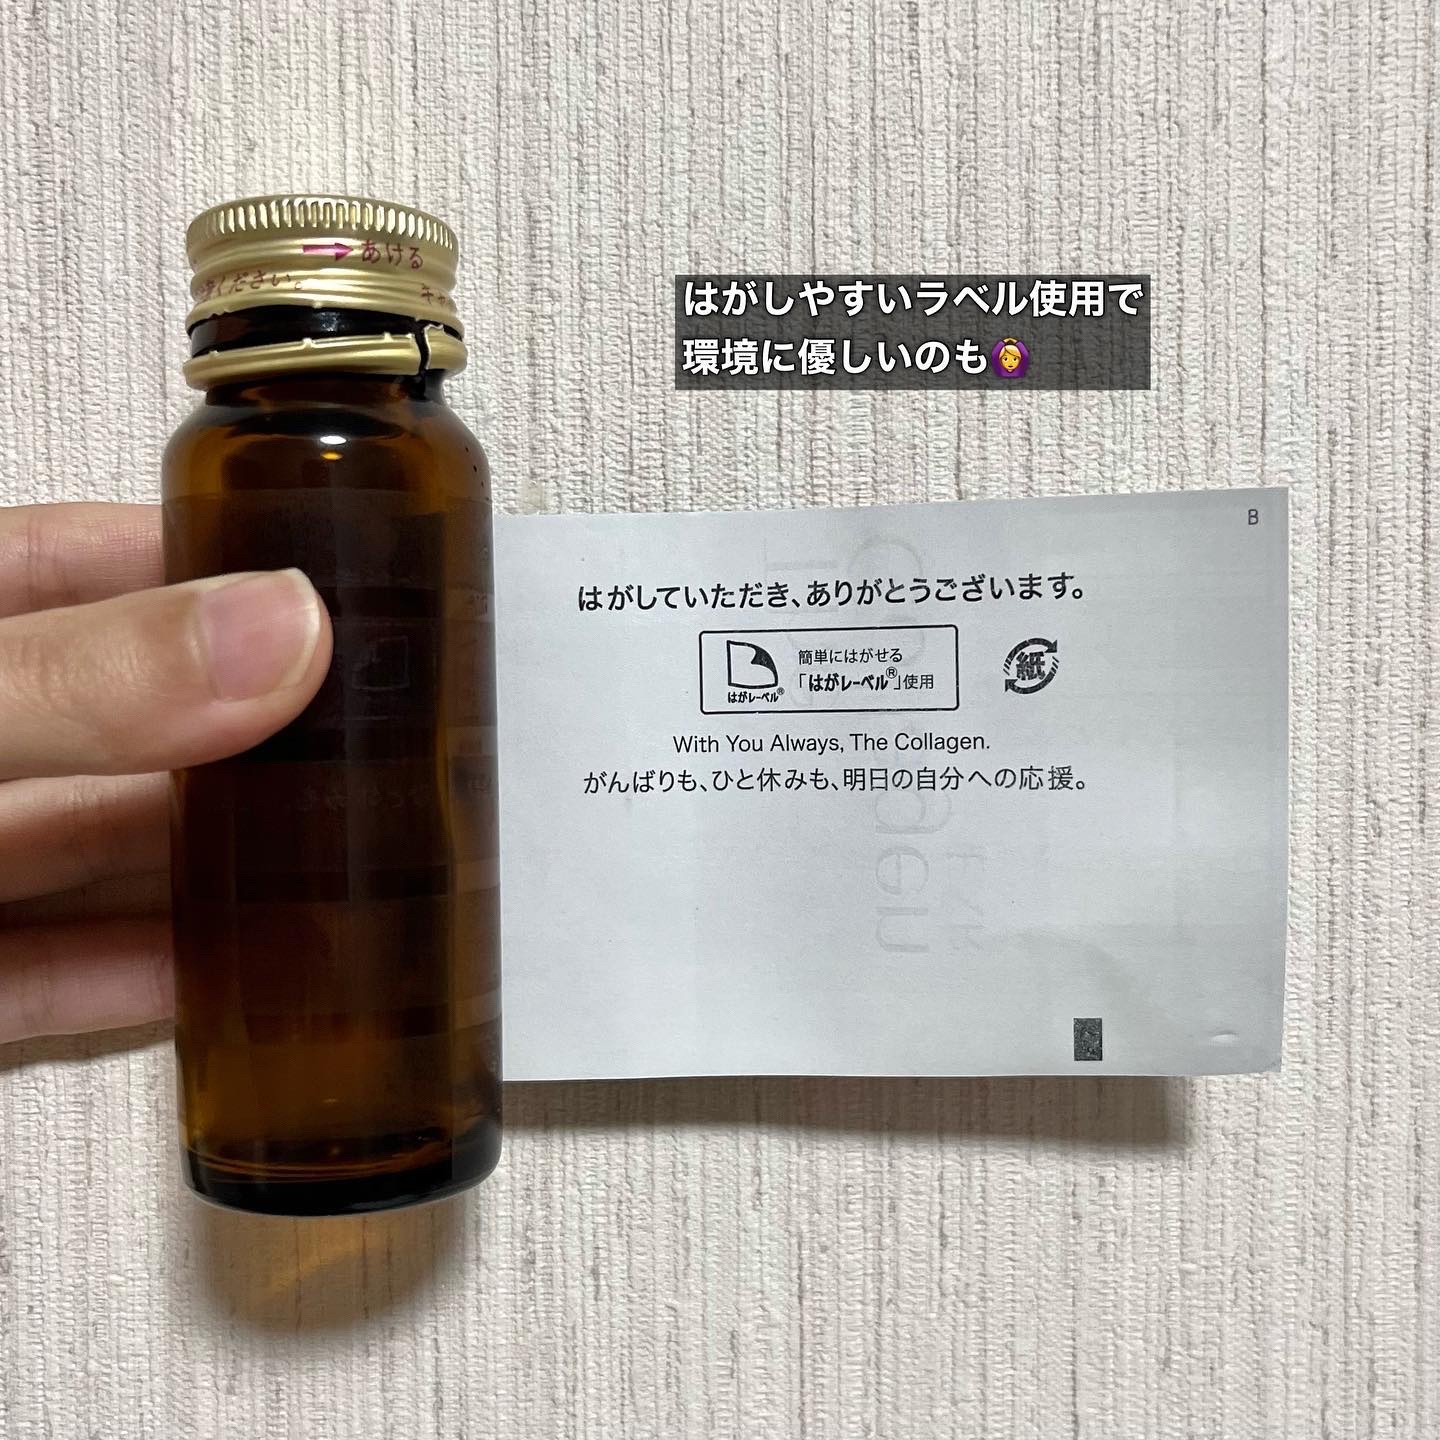 →あける
ください。
はがしやすいラベル使用で
環境に優しいのも🙆‍♀️
B
はがしていただき、ありがとうございます。
簡単にはがせる
「はがレーベル®」使用
はがレーベル®
紙
With You Always, The Collagen.
がんばりも、ひと休みも、明日の自分への応援。